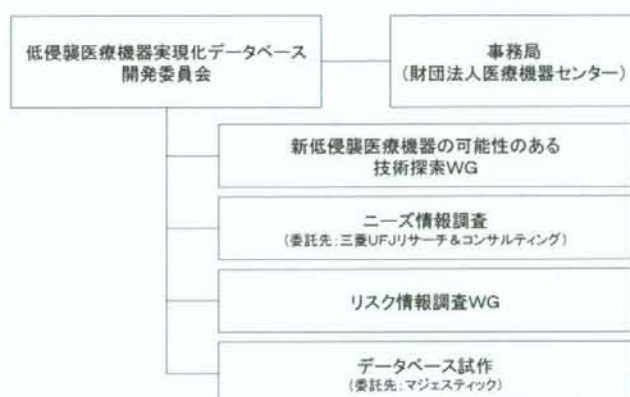 低侵襲医療機器実現化データベース
開発委員会
事務局
(財団法人医療機器センター)
新低侵襲医療機器の可能性のある
技術探索WG
ニーズ情報調査
(委託先:三菱UFJリサーチ&コンサルティング)
リスク情報調査WG
データベース試作
(委託先:マジェスティック)